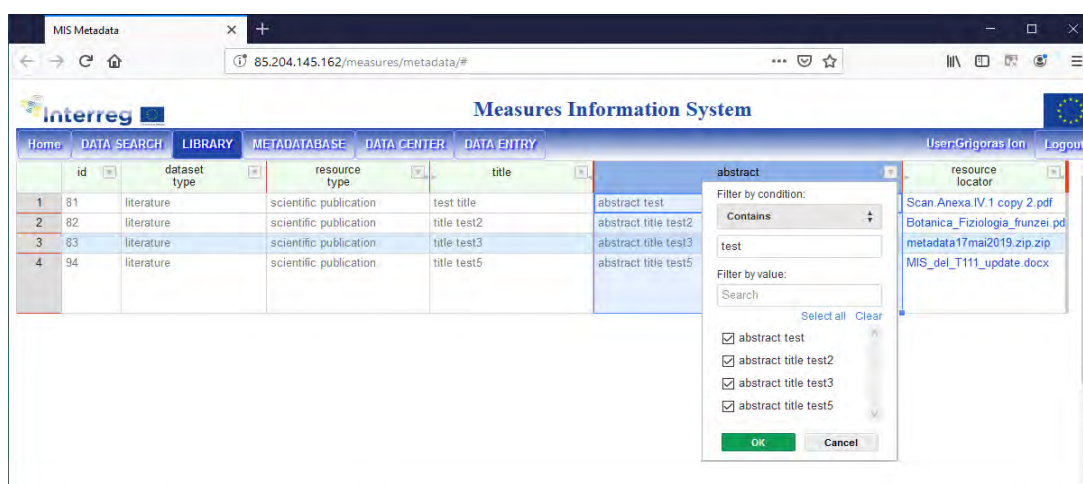 MIS Metadata
85.204.145.162/measures/metadata/#
Interreg
Measures Information System
Home DATA SEARCH LIBRARY METADATABASE DATA CENTER DATA ENTRY User:Grigoras Ion Logout
id dataset type resource type title abstract resource locator
1 81 literature scientific publication test title abstract test Scan.Anexa.IV.1 copy 2.pdf
2 82 literature scientific publication title test2 abstract title test2 Botanica_Fiziologia_frunzei.pd
3 83 literature scientific publication title test3 abstract title test3 metadata17mai2019.zip.zip
4 94 literature scientific publication title test5 abstract title test5 MIS_del_T111_update.docx
Filter by condition:
Contains
test
Filter by value:
Search
Select all Clear
abstract test
abstract title test2
abstract title test3
abstract title test5
OK Cancel